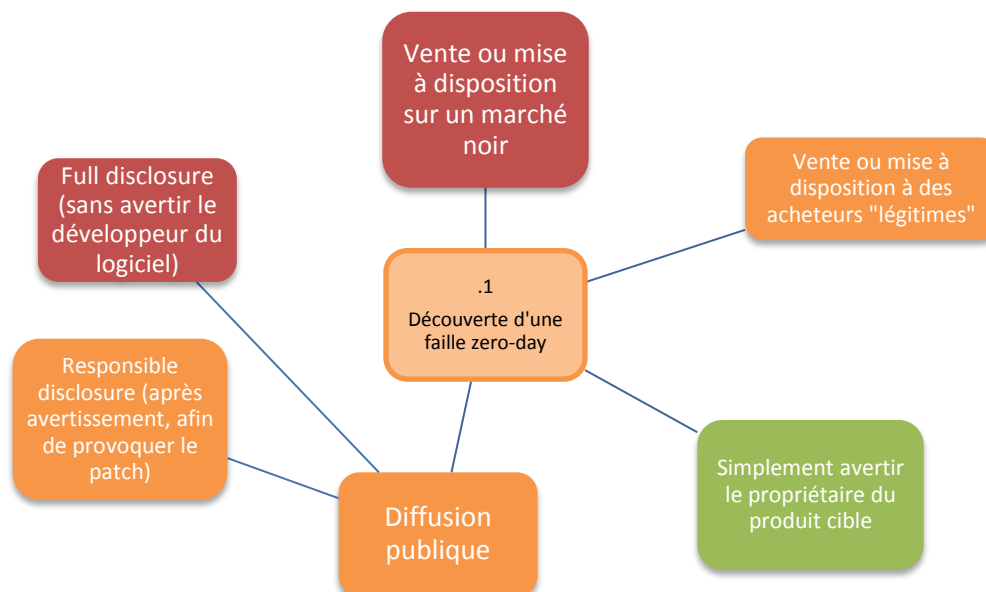 Vente ou mise
à disposition
sur un marché
noir
Vente ou mise à
disposition à des
acheteurs "légitimes"
Full disclosure
(sans avertir le
développeur du
logiciel)
.1
Découverte d'une
faille zero-day
Responsible
disclosure (après
avertissement, afin
de provoquer le
patch)
Simplement avertir
le propriétaire du
produit cible
Diffusion
publique